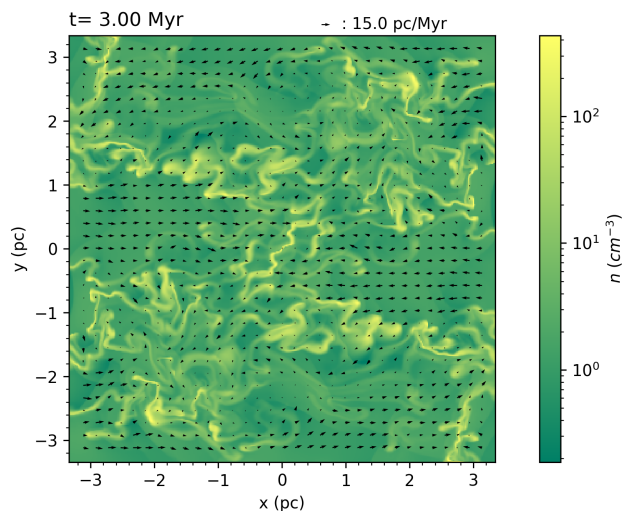 t= 3.00 Myr
: 15.0 pc/Myr
3
2
1
0
−1
−2
−3
y (pc)
−3 −2 −1 0 1 2 3
x (pc)
10²
10¹
10⁰
n (cm⁻³)